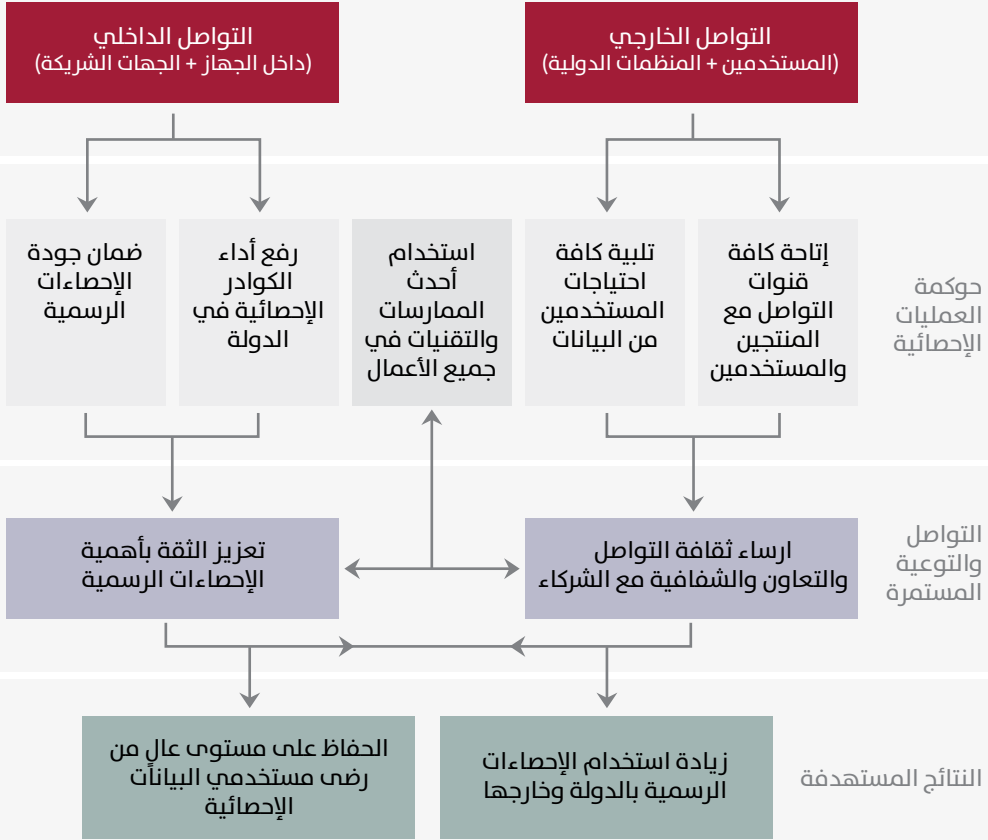 التواصل الخارجي
(المستخدمين + المنظمات الدولية)
التواصل الداخلي
(داخل الجهاز + الجهات الشريكة)
حوكمة
العمليات
الإحصائية
إتاحة كافة
قنوات
التواصل مع
المنتجين
والمستخدمين
تلبية كافة
احتياجات
المستخدمين
من البيانات
استخدام
أحدث
الممارسات
والتقنيات في
جميع الأعمال
رفع أداء
الكوادر
الإحصائية في
الدولة
ضمان جودة
الإحصاءات
الرسمية
التواصل
والتوعية
المستمرة
ارساء ثقافة التواصل
والتعاون والشفافية مع الشركاء
تعزيز الثقة بأهمية
الإحصاءات الرسمية
النتائج المستهدفة
زيادة استخدام الإحصاءات
الرسمية بالدولة وخارجها
الحفاظ على مستوى عالٍ من
رضى مستخدمي البيانات
الإحصائية